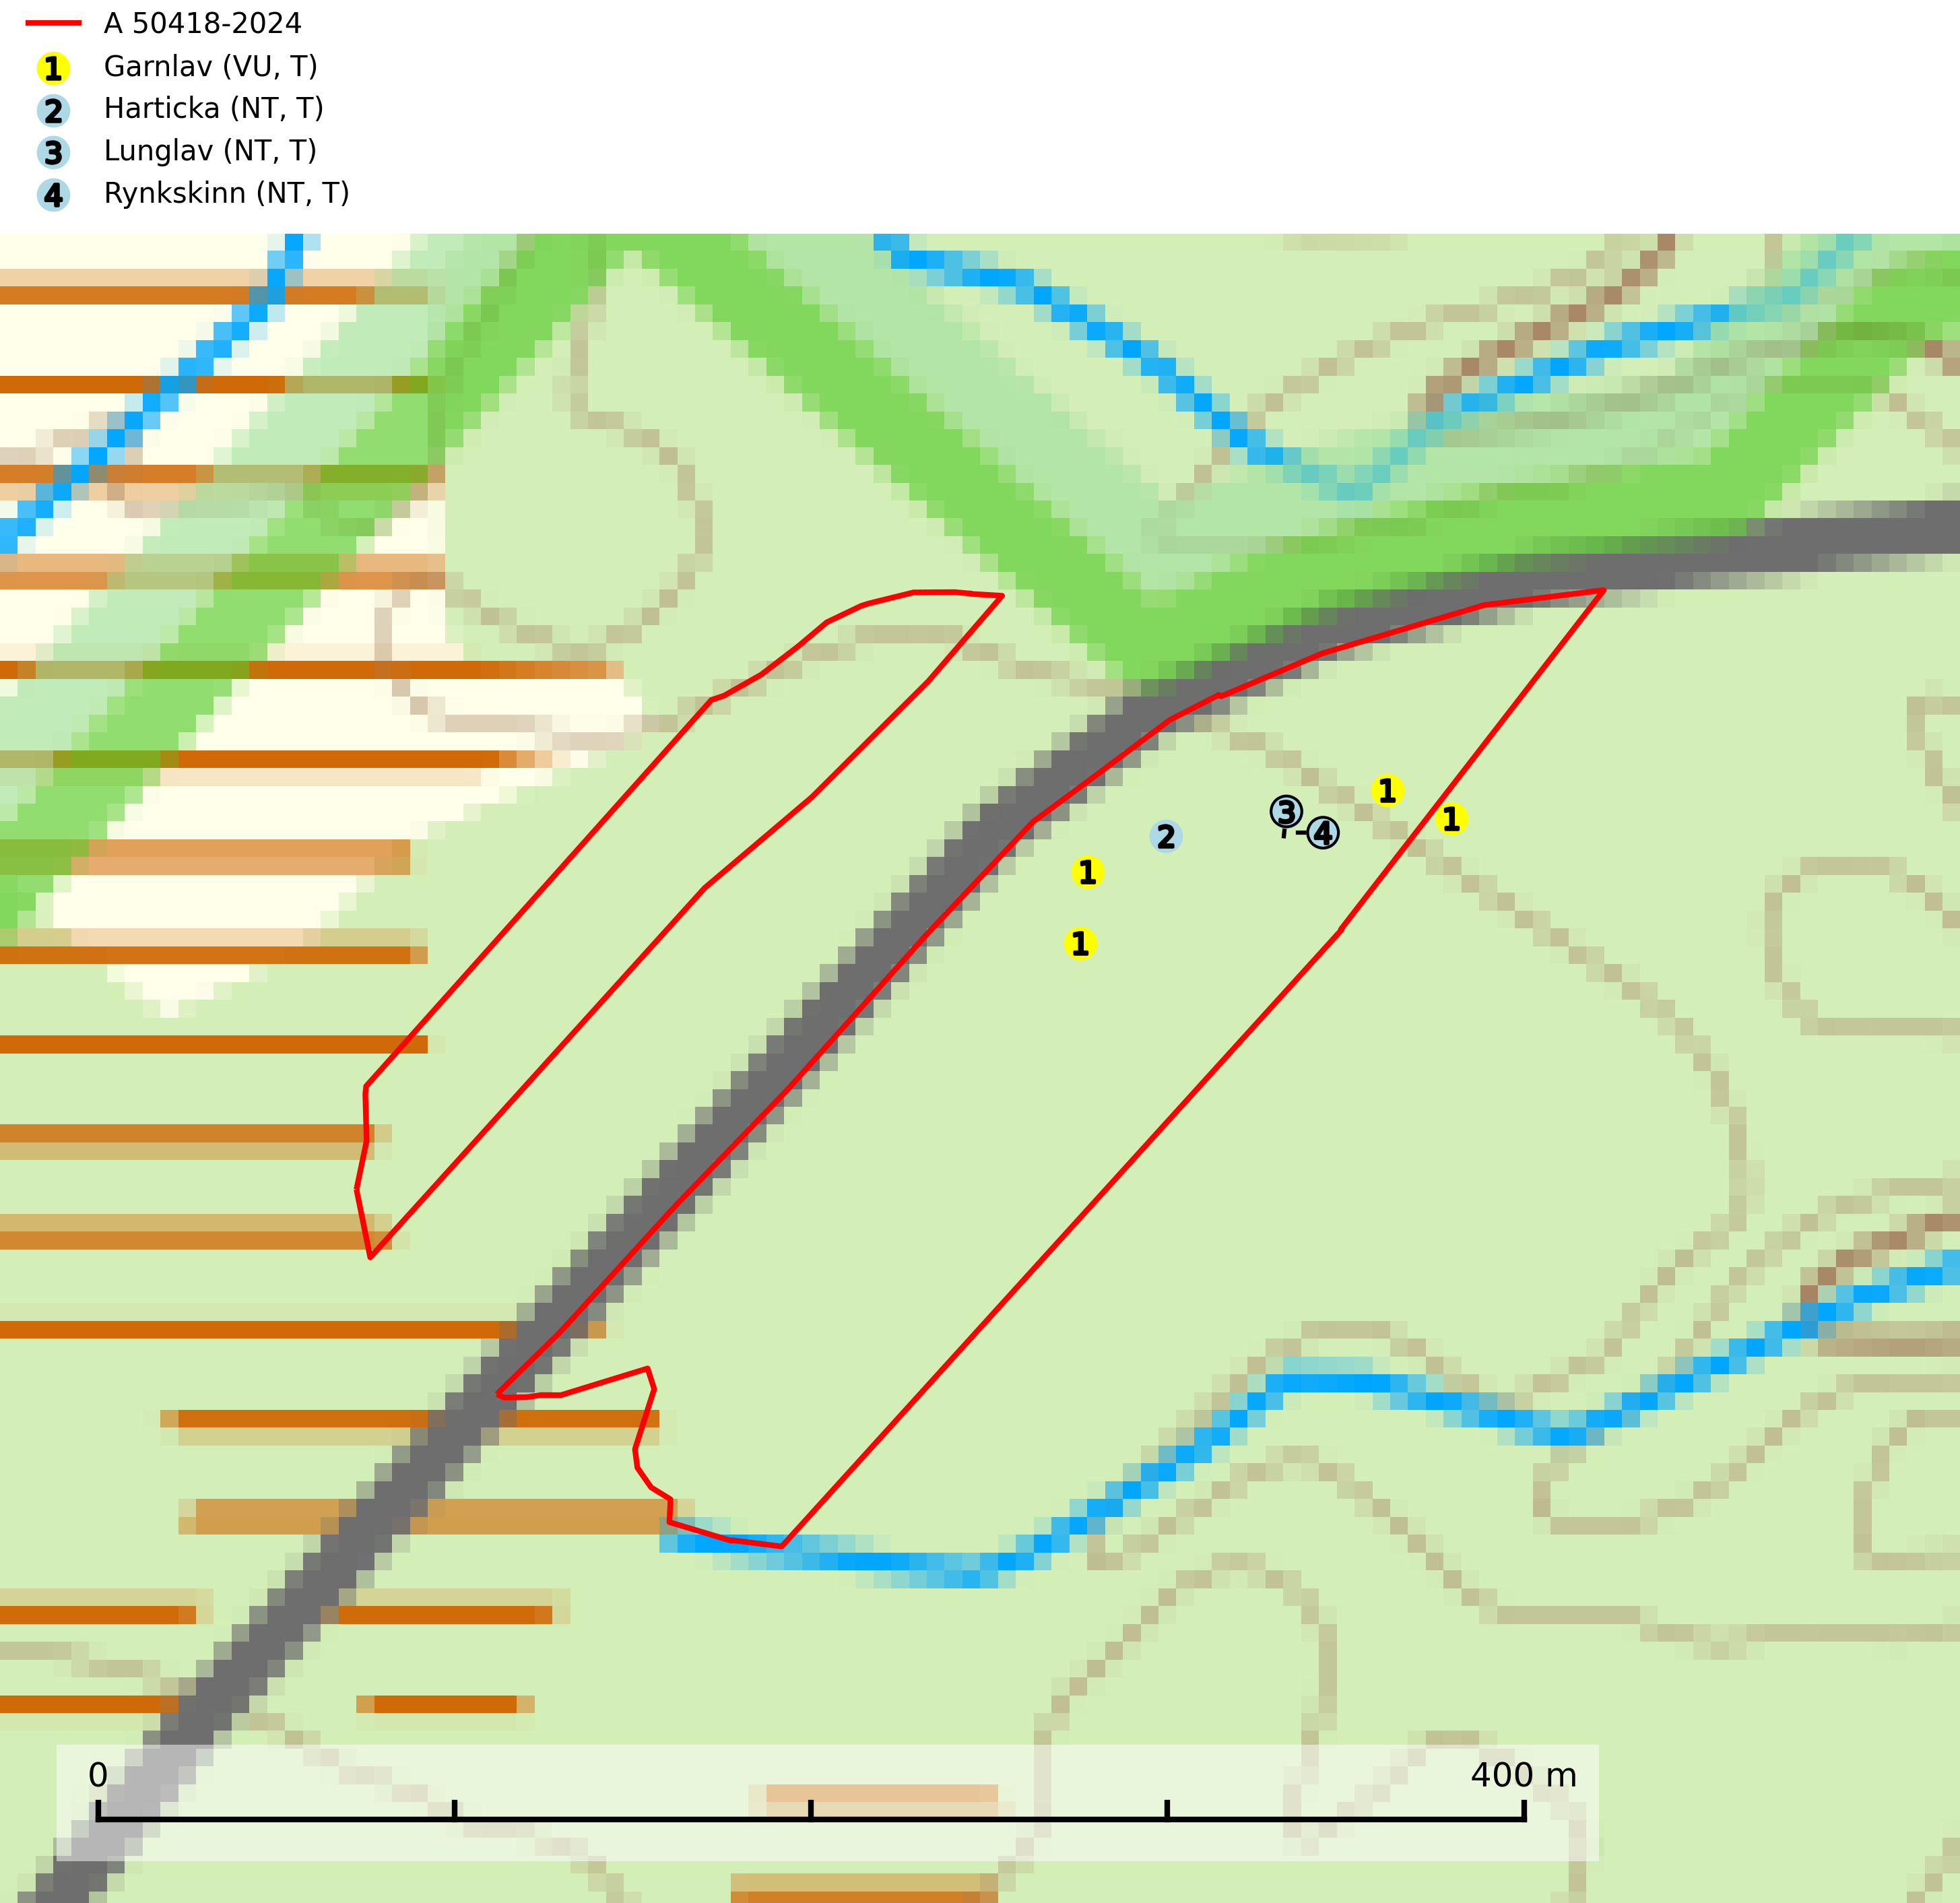 A 50418-2024
1 Garnlav (VU, T)
2 Harticka (NT, T)
3 Lunglav (NT, T)
4 Rynkskinn (NT, T)
1
3
1
2
4
1
1
0 400 m